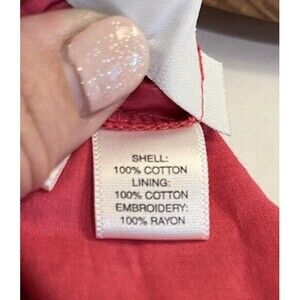 SHELL:
100% COTTON
LINING:
100% COTTON
EMBROIDERY:
100% RAYON